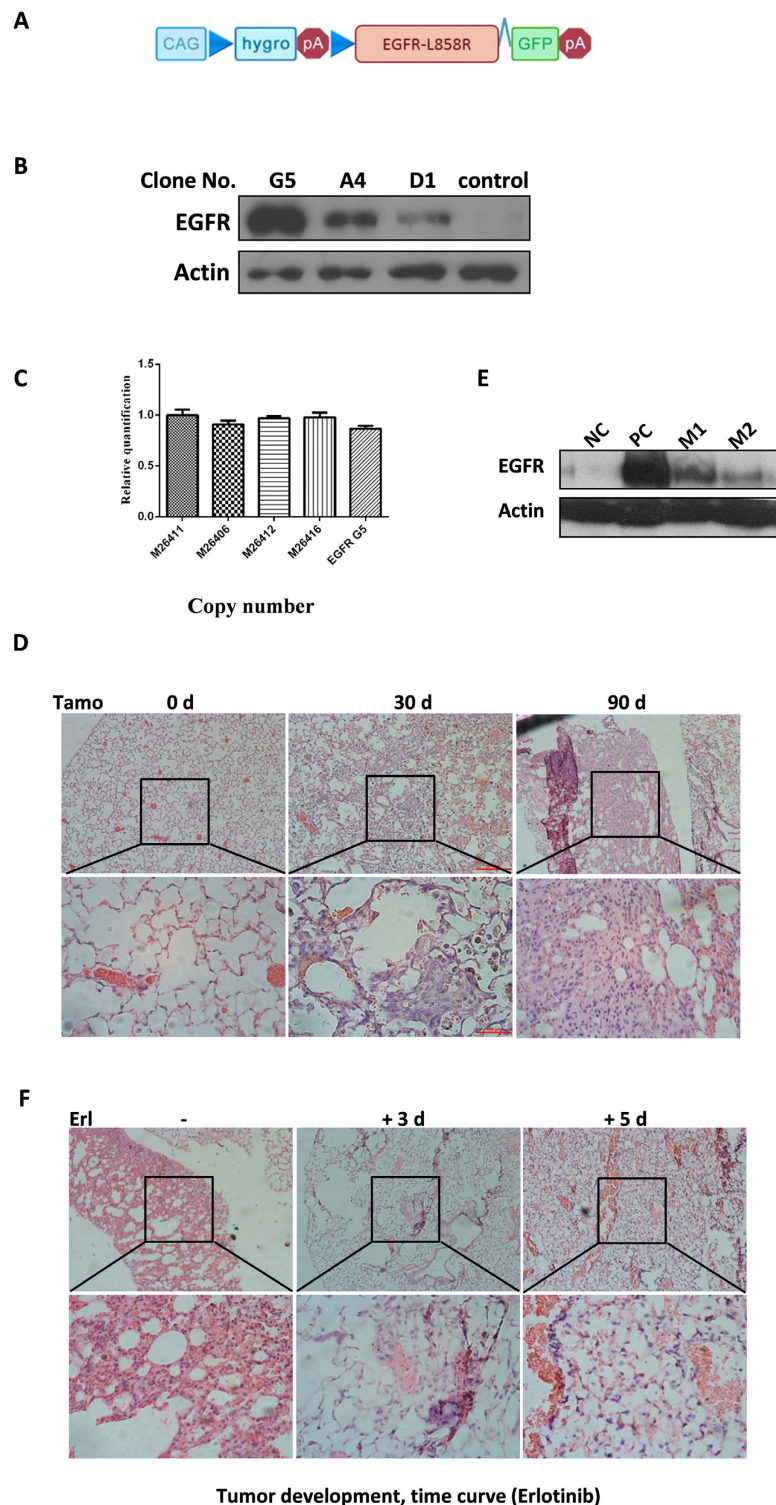 A
CAG hygro pA EGFR-L858R GFP pA
B
Clone No. G5 A4 D1 control
EGFR
Actin
C
Relative quantification
1.5
1.0
0.5
0.0
M26411 M26406 M26412 M26416 EGFR G5
Copy number
E
NC PC M1 M2
EGFR
Actin
D
Tamo 0 d 30 d 90 d
F
Erl - + 3 d + 5 d
Tumor development, time curve (Erlotinib)